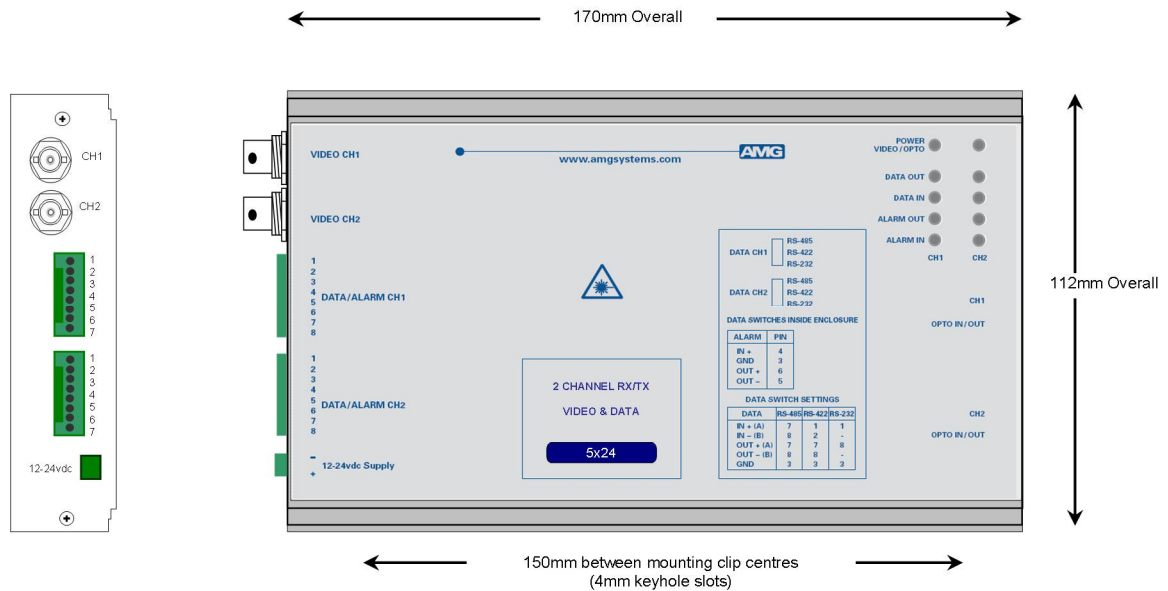 170mm Overall
CH1
CH2
1
2
3
4
5
6
7
1
2
3
4
5
6
7
12-24vdc
VIDEO CH1
www.amgsystems.com
AMG
VIDEO CH2
1
2
3
4
5
6
7
8
DATA/ALARM CH1
1
2
3
4
5
6
7
8
DATA/ALARM CH2
–
+
12-24vdc Supply
2 CHANNEL RX/TX
VIDEO & DATA
5x24
POWER
VIDEO/OPTO
DATA OUT
DATA IN
ALARM OUT
ALARM IN
CH1 CH2
DATA CH1
RS-485
RS-422
RS-232
DATA CH2
RS-485
RS-422
RS-232
DATA SWITCHES INSIDE ENCLOSURE
ALARM PIN
IN + 4
GND 3
OUT + 6
OUT – 5
DATA SWITCH SETTINGS
DATA RS-485 RS-422 RS-232
IN + (A) 7 1 1
IN – (B) 8 2 -
OUT + (A) 7 7 8
OUT – (B) 8 8 -
GND 3 3 3
CH1
OPTO IN/OUT
CH2
OPTO IN/OUT
112mm Overall
150mm between mounting clip centres
(4mm keyhole slots)